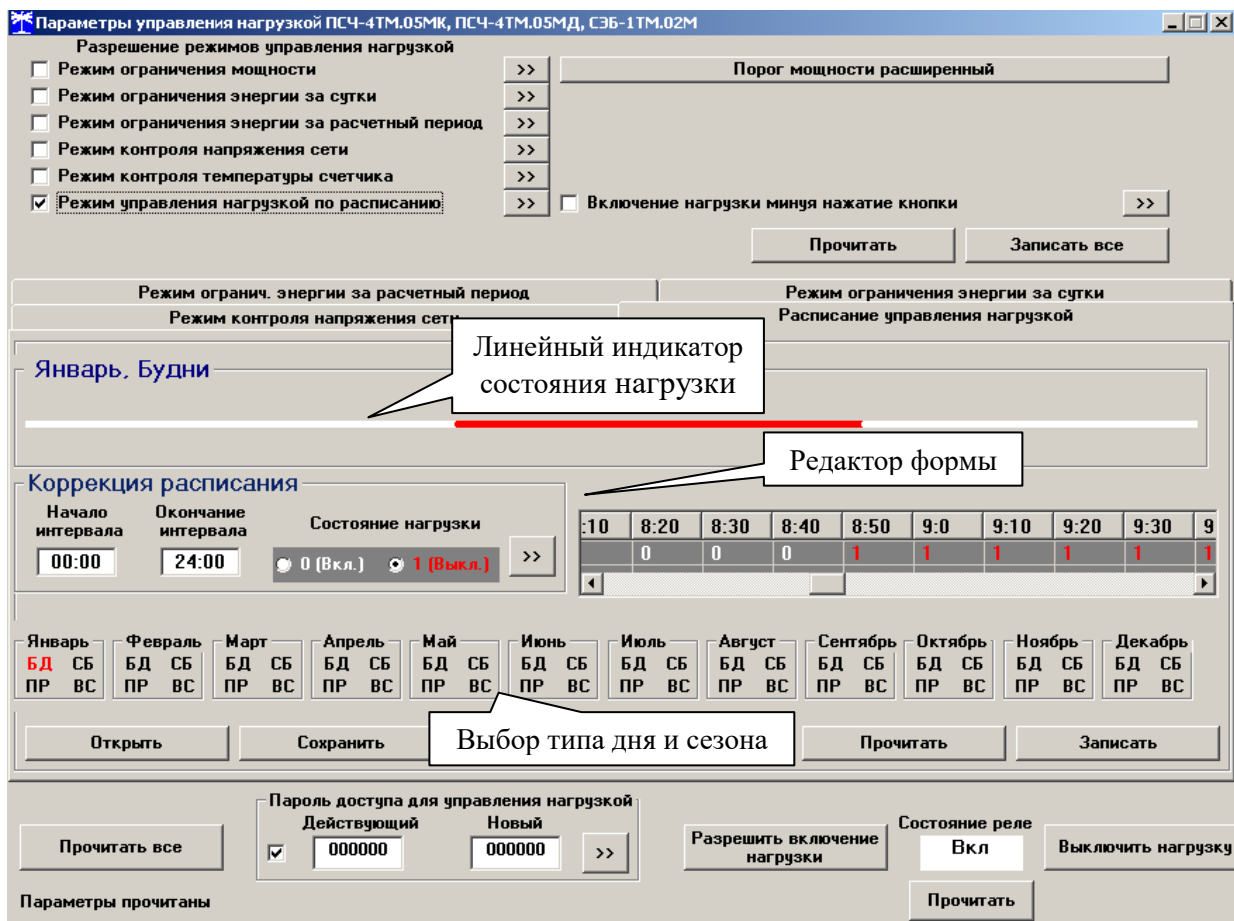 Параметры управления нагрузкой ПСЧ-4ТМ.05МК, ПСЧ-4ТМ.05МД, СЭБ-1ТМ.02М
Разрешение режимов управления нагрузкой
Режим ограничения мощности >> Порог мощности расширенный
Режим ограничения энергии за сутки >>
Режим ограничения энергии за расчетный период >>
Режим контроля напряжения сети >>
Режим контроля температуры счетчика >>
Режим управления нагрузкой по расписанию >> Включение нагрузки минуя нажатие кнопки >>
Прочитать Записать все
Режим огранич. энергии за расчетный период Режим ограничения энергии за сутки
Режим контроля напряжения сети Расписание управления нагрузкой
Линейный индикатор
состояния нагрузки
Январь, Будни
Редактор формы
Коррекция расписания
Начало Окончание
интервала интервала Состояние нагрузки
00:00 24:00 0 (Вкл.) 1 (Выкл.) >>
:10 8:20 8:30 8:40 8:50 9:0 9:10 9:20 9:30 9
0 0 0 1 1 1 1 1 1
Январь Февраль Март Апрель Май Июнь Июль Август Сентябрь Октябрь Ноябрь Декабрь
БД СБ БД СБ БД СБ БД СБ БД СБ БД СБ БД СБ БД СБ БД СБ БД СБ БД СБ БД СБ
ПР ВС ПР ВС ПР ВС ПР ВС ПР ВС ПР ВС ПР ВС ПР ВС ПР ВС ПР ВС ПР ВС ПР ВС
Открыть Сохранить Выбор типа дня и сезона Прочитать Записать
Пароль доступа для управления нагрузкой
Действующий Новый
000000 000000 >>
Прочитать все
Разрешить включение
нагрузки
Состояние реле
Вкл
Выключить нагрузку
Параметры прочитаны Прочитать